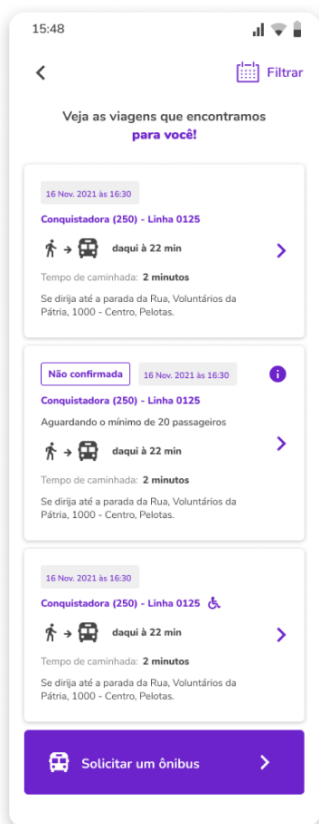 15:48
Filtrar
Veja as viagens que encontramos
para você!
16 Nov. 2021 às 16:30
Conquistadora (250) - Linha 0125
daqui à 22 min
Tempo de caminhada: 2 minutos
Se dirija até a parada da Rua, Voluntários da
Pátria, 1000 - Centro, Pelotas.
Não confirmada 16 Nov. 2021 às 16:30
Conquistadora (250) - Linha 0125
Aguardando o mínimo de 20 passageiros
daqui à 22 min
Tempo de caminhada: 2 minutos
Se dirija até a parada da Rua, Voluntários da
Pátria, 1000 - Centro, Pelotas.
16 Nov. 2021 às 16:30
Conquistadora (250) - Linha 0125
daqui à 22 min
Tempo de caminhada: 2 minutos
Se dirija até a parada da Rua, Voluntários da
Pátria, 1000 - Centro, Pelotas.
Solicitar um ônibus